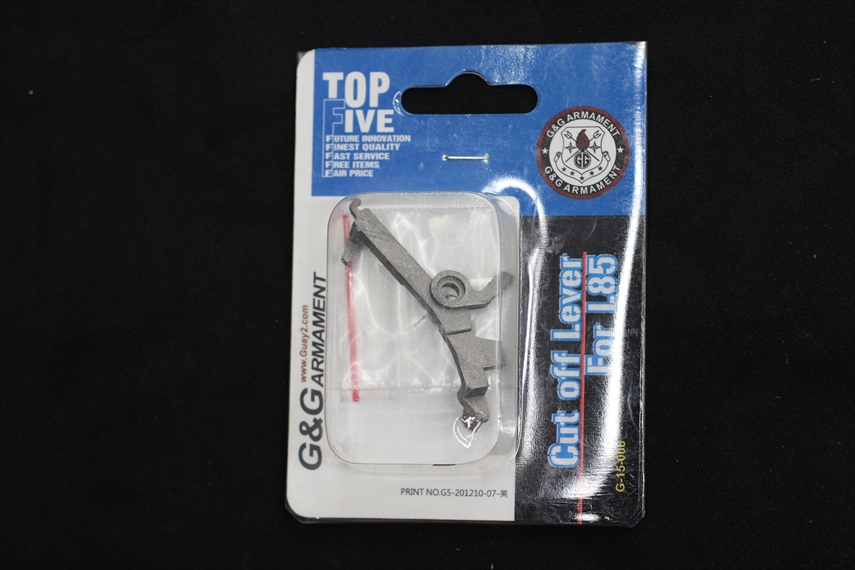 TOP
FIVE
FUTURE INNOVATION
FINEST QUALITY
FAST SERVICE
FREE ITEMS
FAIR PRICE
G&G ARMAMENT
G&G ARMAMENT
www.Guay2.com
G&G ARMAMENT
Cut off Lever
For L85
G-15-006
PRINT NO.G5-201210-07-英